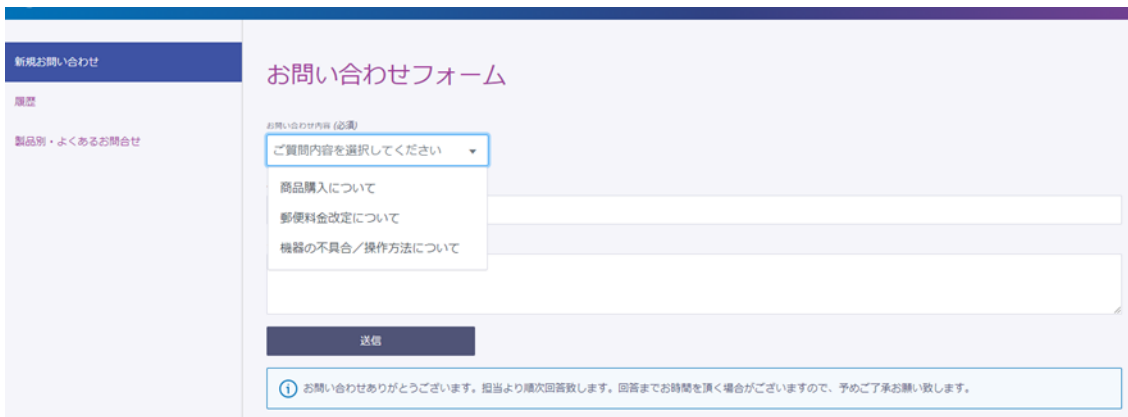 新規お問い合わせ
履歴
製品別・よくあるお問合せ
お問い合わせフォーム
お問い合わせ内容 (必須)
ご質問内容を選択してください
商品購入について
郵便料金改定について
機器の不具合／操作方法について
送信
お問い合わせありがとうございます。担当より順次回答致します。回答までお時間を頂く場合がございますので、予めご了承お願い致します。